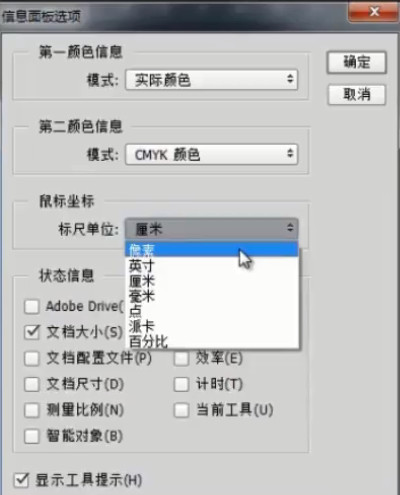 信息面板选项
第一颜色信息
确定
模式: 实际颜色
取消
第二颜色信息
模式: CMYK 颜色
鼠标坐标
标尺单位: 厘米
像素
英寸
状态信息
厘米
毫米
Adobe Drive(
点
文档大小(S)
派卡
百分比
文档配置文件(P) 效率(E)
文档尺寸(D) 计时(T)
测量比例(N) 当前工具(U)
智能对象(B)
显示工具提示(H)